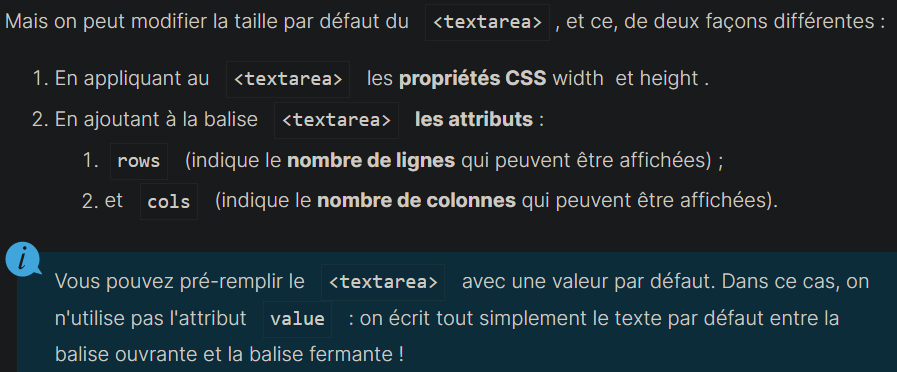 Mais on peut modifier la taille par défaut du <textarea> , et ce, de deux façons différentes :
1. En appliquant au <textarea> les propriétés CSS width et height .
2. En ajoutant à la balise <textarea> les attributs :
1. rows (indique le nombre de lignes qui peuvent être affichées) ;
2. et cols (indique le nombre de colonnes qui peuvent être affichées).
i
Vous pouvez pré-remplir le <textarea> avec une valeur par défaut. Dans ce cas, on
n'utilise pas l'attribut value : on écrit tout simplement le texte par défaut entre la
balise ouvrante et la balise fermante !